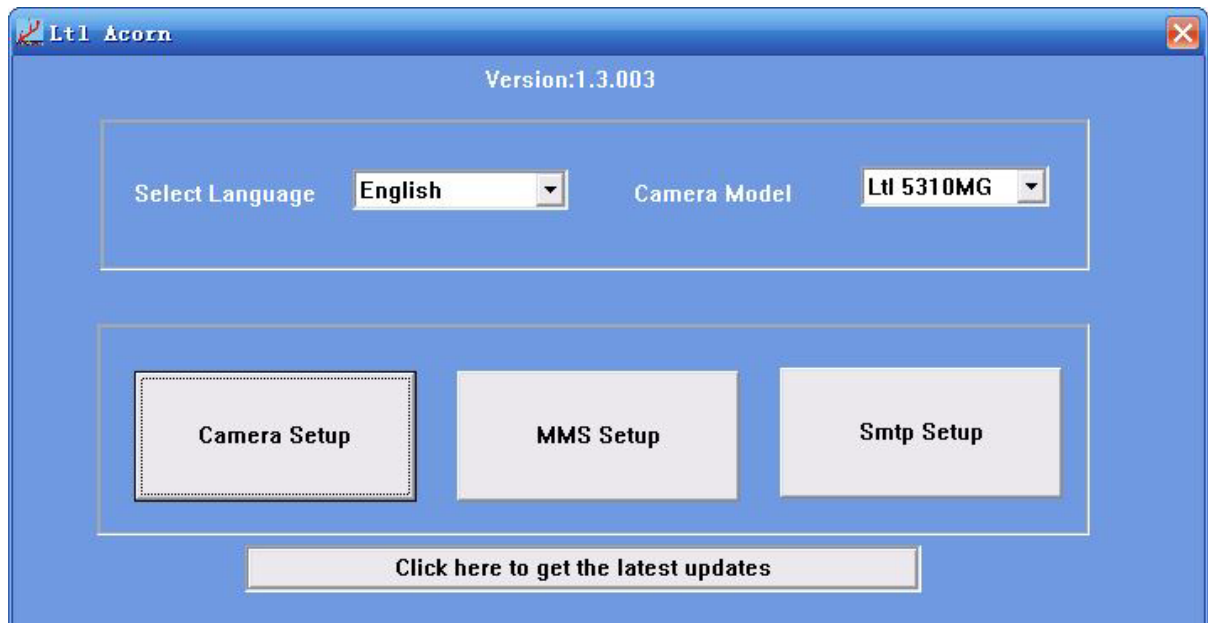 Ltl Acorn
Version:1.3.003
Select Language English Camera Model Ltl 5310MG
Camera Setup MMS Setup Smtp Setup
Click here to get the latest updates